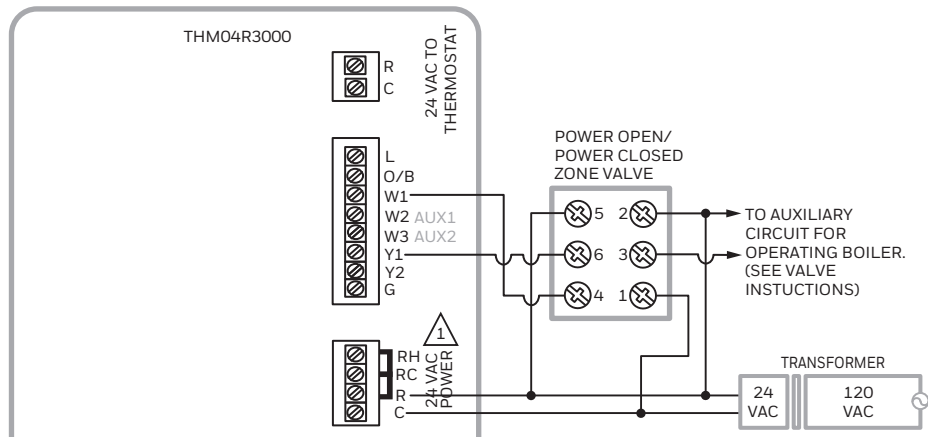 THM04R3000
R
C
24 VAC TO
THERMOSTAT
L
O/B
W1
W2 AUX1
W3 AUX2
Y1
Y2
G
RH
RC
R
C
1
24 VAC
POWER
POWER OPEN/
POWER CLOSED
ZONE VALVE
5 2
6 3
4 1
TO AUXILIARY
CIRCUIT FOR
OPERATING BOILER.
(SEE VALVE
INSTUCTIONS)
TRANSFORMER
24
VAC
120
VAC